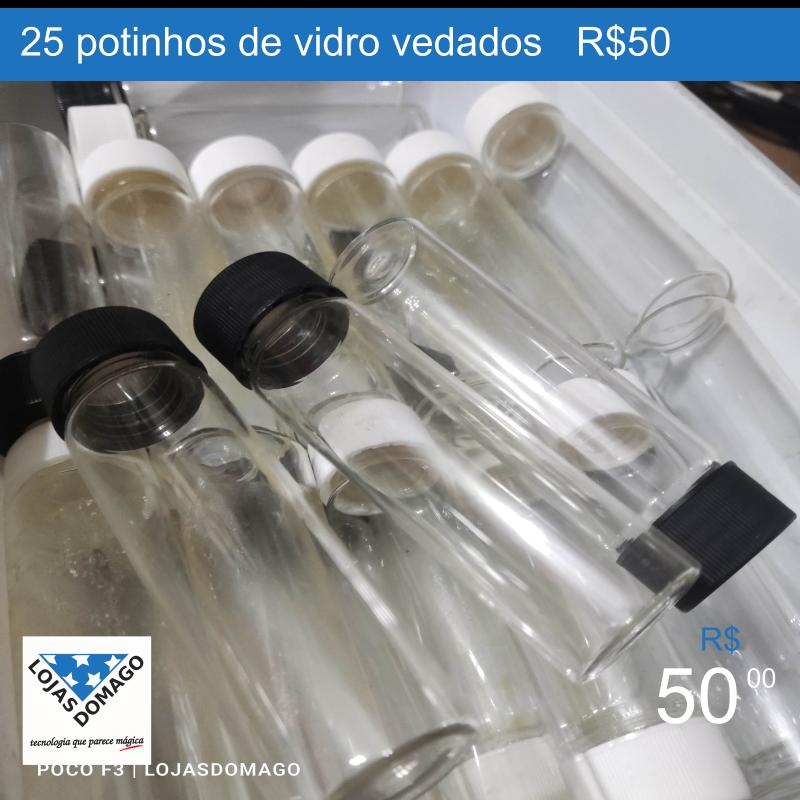 25 potinhos de vidro vedados R$50
R$
50 00
LOJAS DOMAGO
tecnologia que parece mágica
POCO F3 | LOJASDOMAGO